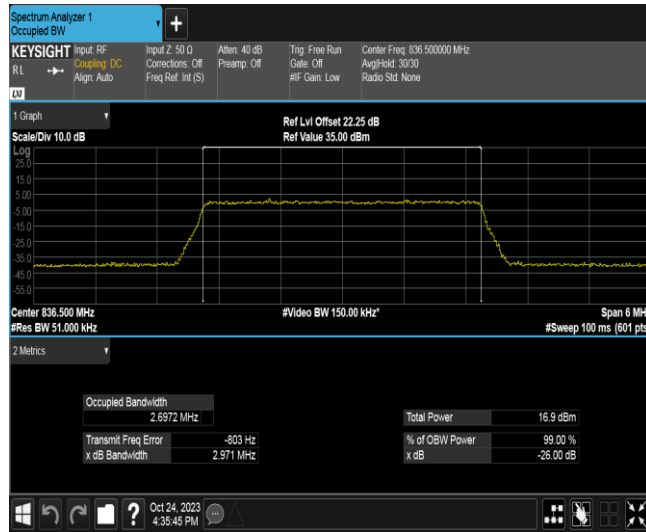 Spectrum Analyzer 1
Occupied BW
+
KEYSIGHT
RL
LXI
Input: RF
Coupling: DC
Align: Auto
Input Z: 50 Ω
Corrections: Off
Freq Ref: Int (S)
Atten: 40 dB
Preamp: Off
Trig: Free Run
Gate: Off
#IF Gain: Low
Center Freq: 836.500000 MHz
Avg|Hold: 30/30
Radio Std: None
1 Graph
Scale/Div 10.0 dB
Ref Lvl Offset 22.25 dB
Ref Value 35.00 dBm
Log
25.0
15.0
5.00
-5.00
-15.0
-25.0
-35.0
-45.0
-55.0
Center 836.500 MHz
#Res BW 51.000 kHz
#Video BW 150.00 kHz*
Span 6 MH
#Sweep 100 ms (601 pts
2 Metrics
Occupied Bandwidth
2.6972 MHz
Transmit Freq Error -803 Hz
x dB Bandwidth 2.971 MHz
Total Power 16.9 dBm
% of OBW Power 99.00 %
x dB -26.00 dB
?
Oct 24, 2023
4:35:45 PM